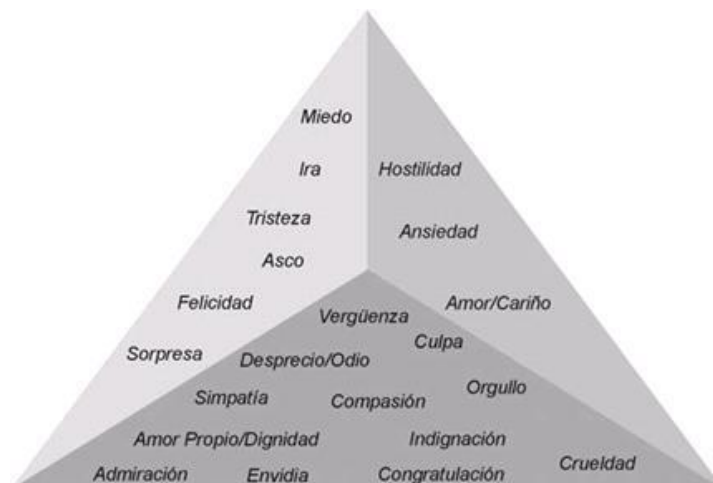 Miedo
Ira
Tristeza
Asco
Felicidad
Sorpresa
Hostilidad
Ansiedad
Amor/Cariño
Vergüenza
Culpa
Desprecio/Odio
Orgullo
Simpatía
Compasión
Amor Propio/Dignidad
Indignación
Admiración
Envidia
Congratulación
Crueldad